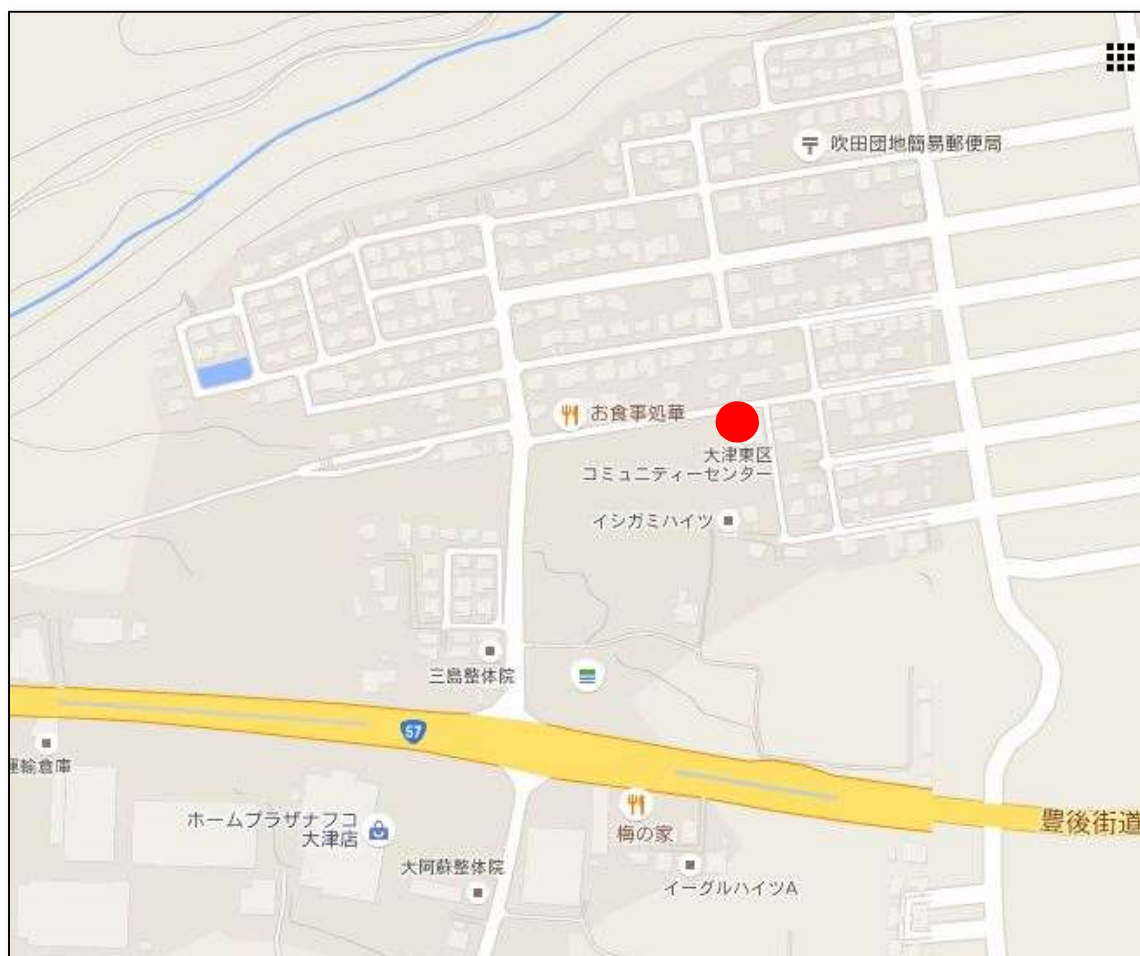 吹田団地簡易郵便局
お食事処華
大津東区
コミュニティーセンター
イシガミハイツ
三島整体院
57
運輸倉庫
豊後街道
ホームプラザナフコ
大津店
梅の家
大阿蘇整体院
イーグルハイツA